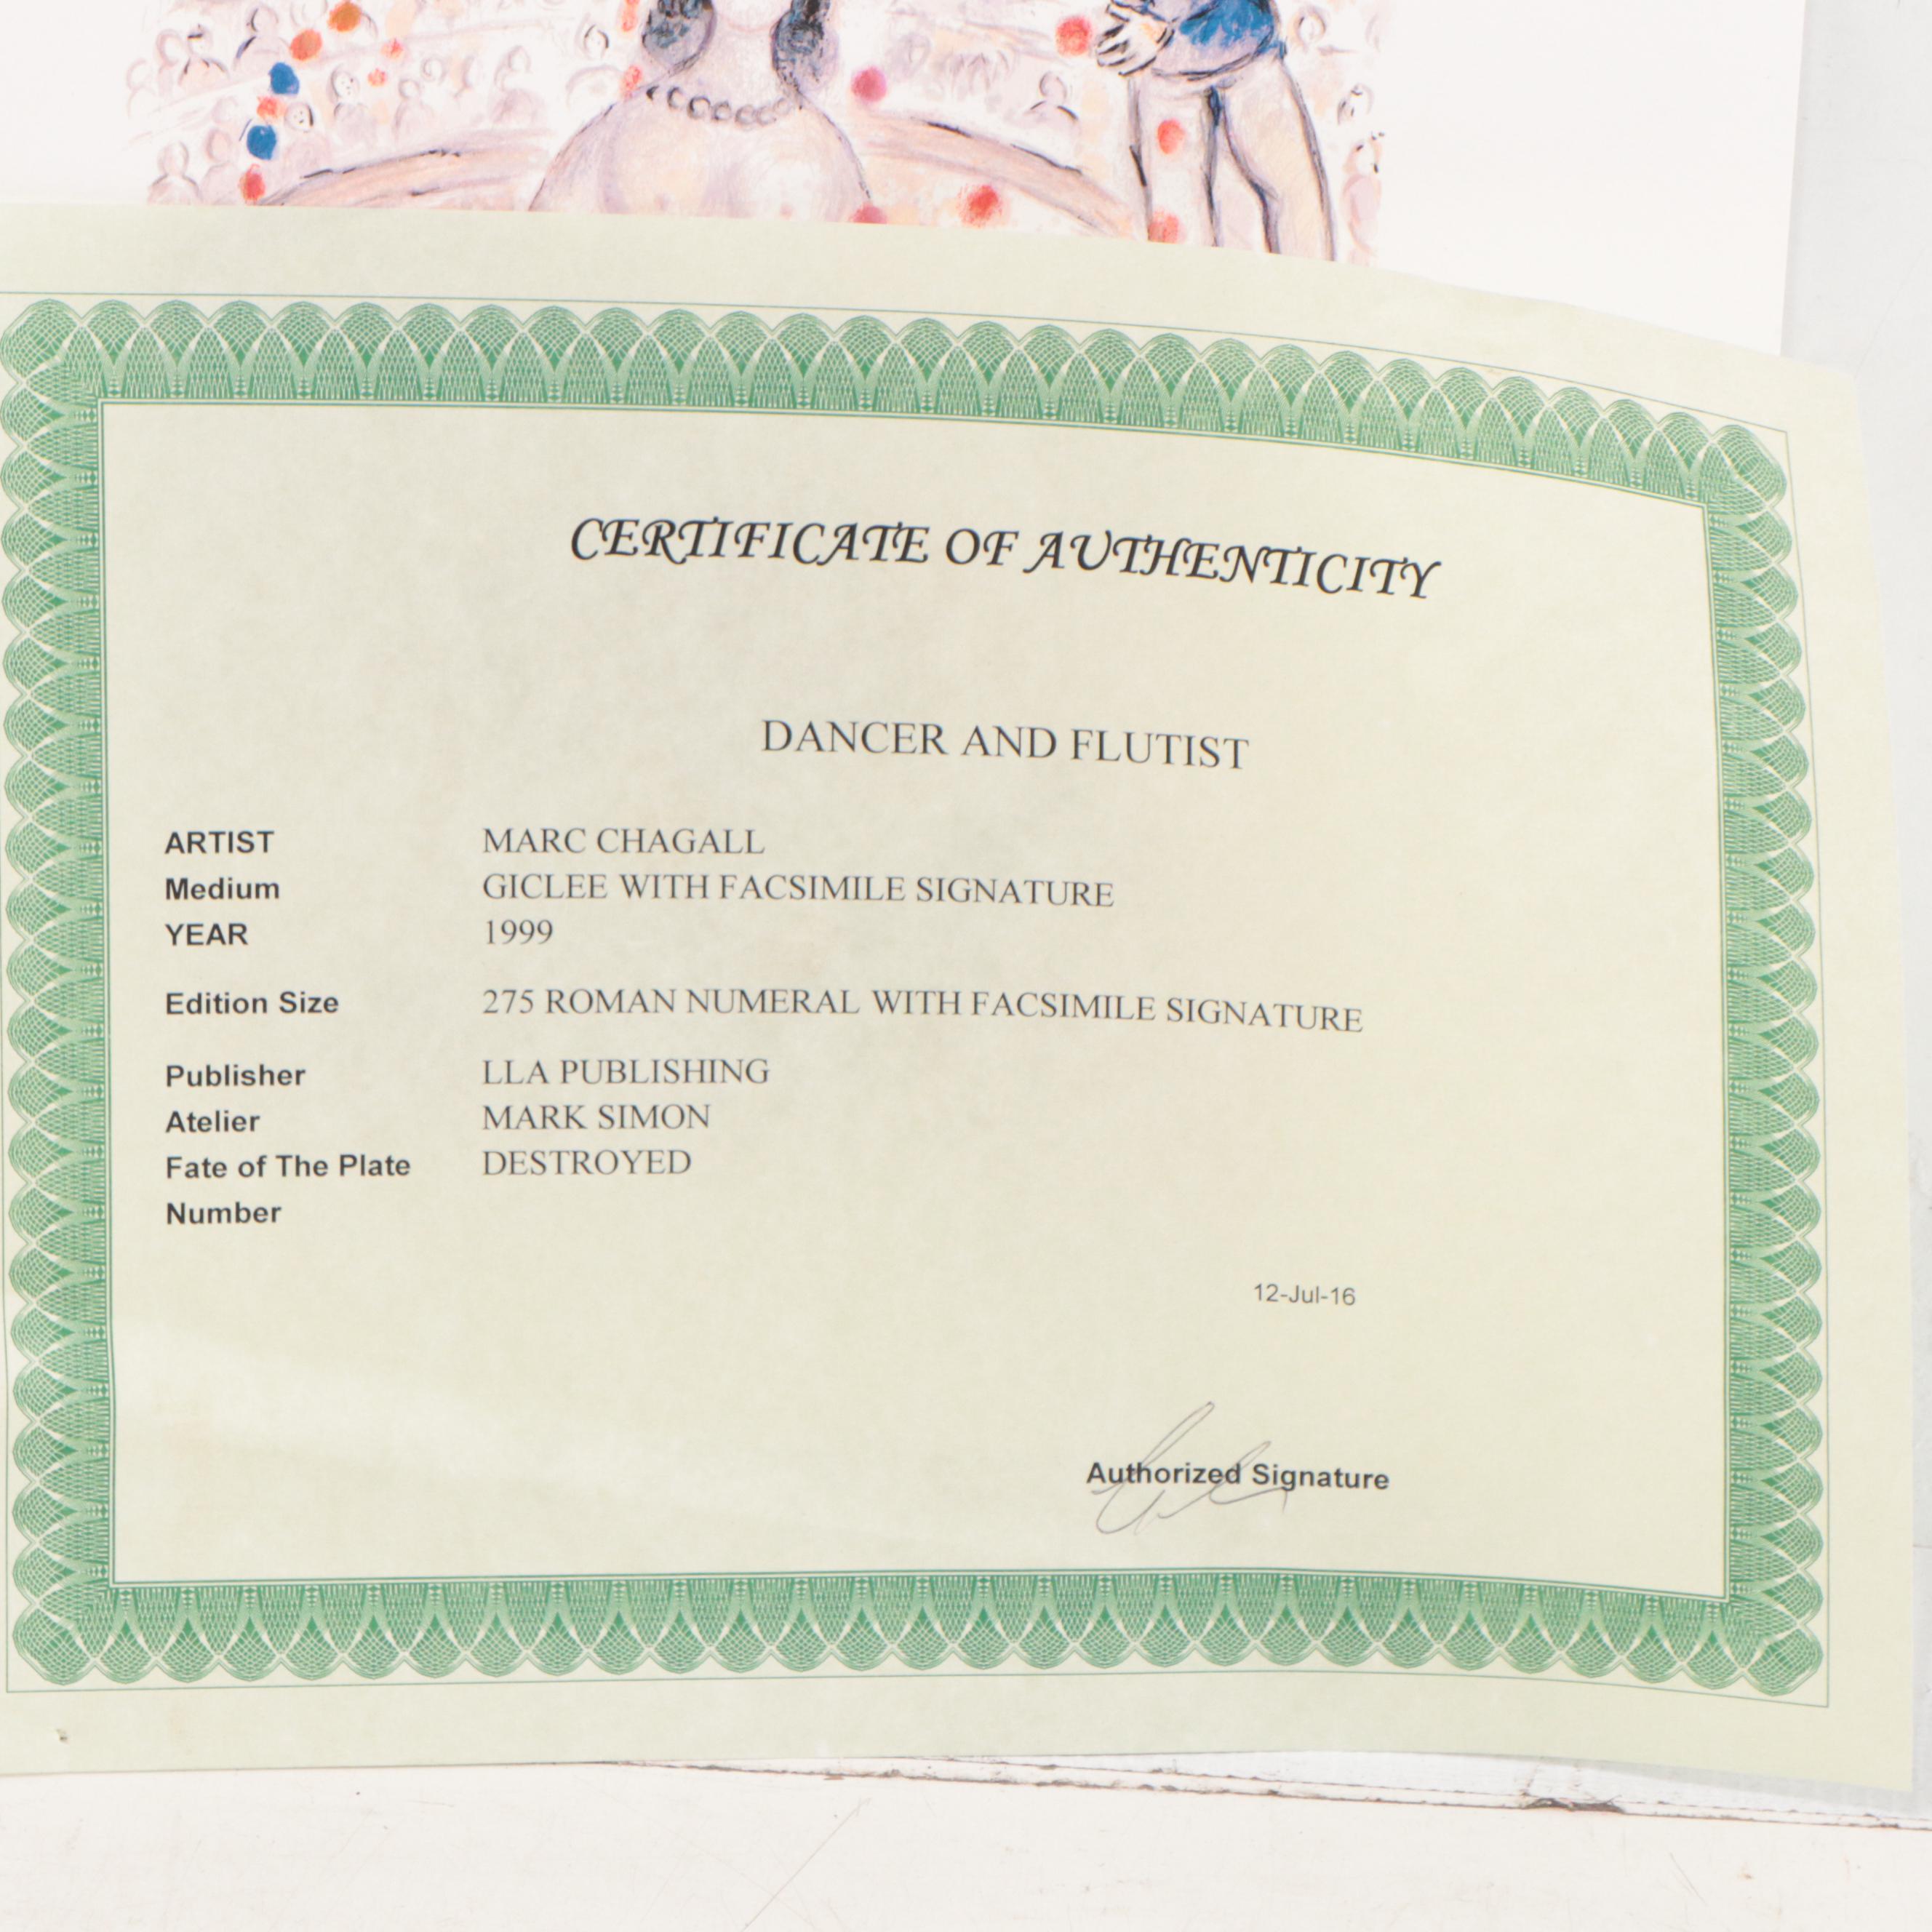 CERTIFICATE OF AUTHENTICITY
DANCER AND FLUTIST
ARTIST MARC CHAGALL
Medium GICLEE WITH FACSIMILE SIGNATURE
YEAR 1999
Edition Size 275 ROMAN NUMERAL WITH FACSIMILE SIGNATURE
Publisher LLA PUBLISHING
Atelier MARK SIMON
Fate of The Plate DESTROYED
Number
12-Jul-16
Authorized Signature